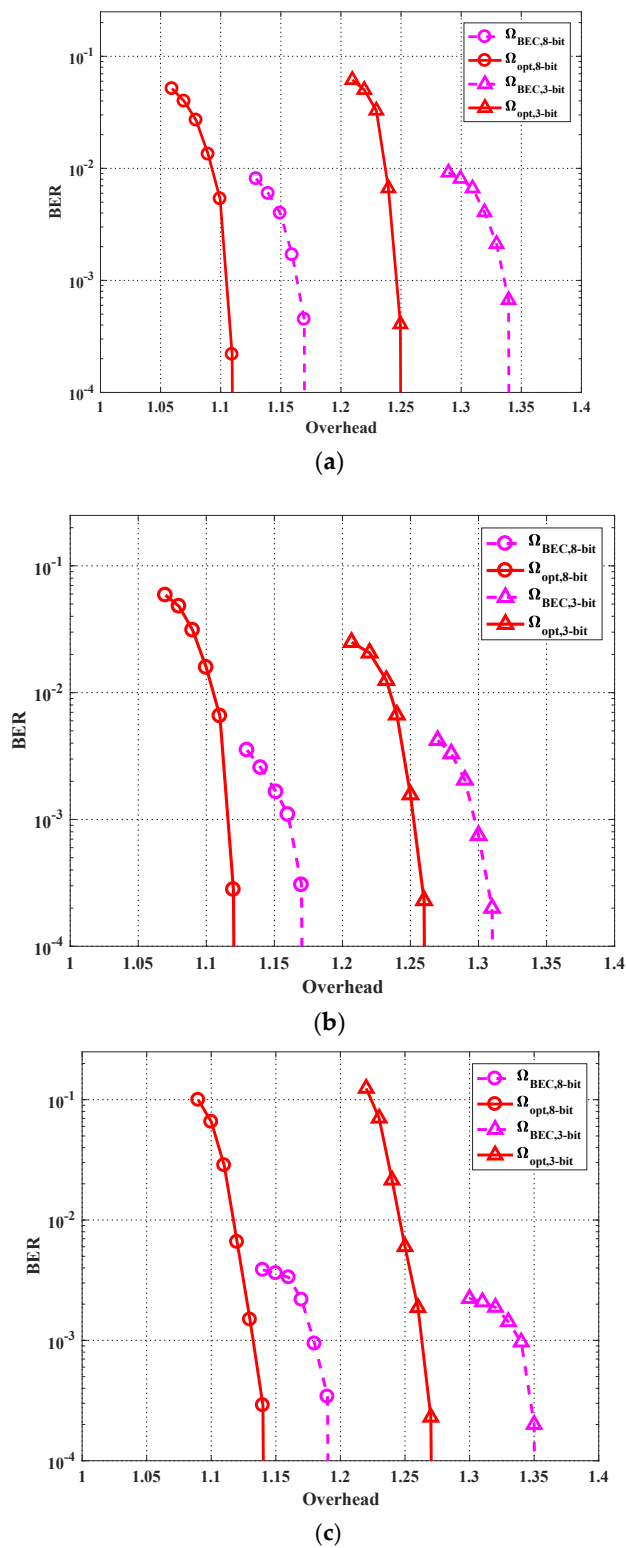 10⁻¹
10⁻²
10⁻³
10⁻⁴
BER
Ω_BEC,8-bit
Ω_opt,8-bit
Ω_BEC,3-bit
Ω_opt,3-bit
1 1.05 1.1 1.15 1.2 1.25 1.3 1.35 1.4
Overhead
(a)
10⁻¹
10⁻²
10⁻³
10⁻⁴
BER
Ω_BEC,8-bit
Ω_opt,8-bit
Ω_BEC,3-bit
Ω_opt,3-bit
1 1.05 1.1 1.15 1.2 1.25 1.3 1.35 1.4
Overhead
(b)
10⁻¹
10⁻²
10⁻³
10⁻⁴
BER
Ω_BEC,8-bit
Ω_opt,8-bit
Ω_BEC,3-bit
Ω_opt,3-bit
1 1.05 1.1 1.15 1.2 1.25 1.3 1.35 1.4
Overhead
(c)